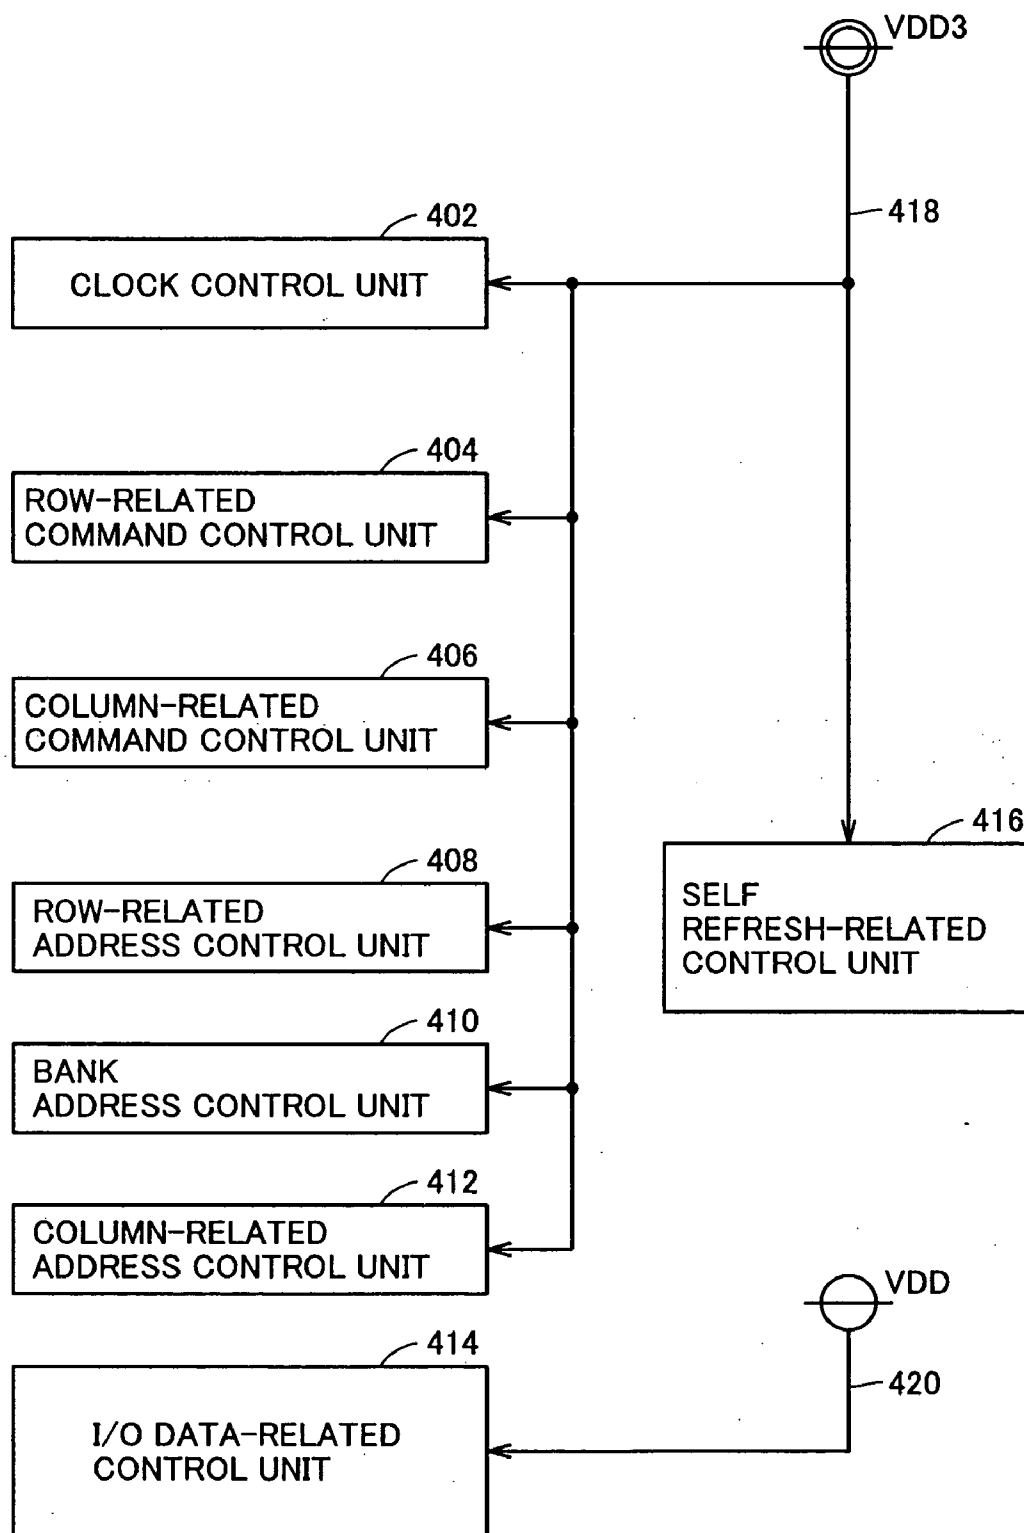 VDD3
418
402
CLOCK CONTROL UNIT
404
ROW-RELATED
COMMAND CONTROL UNIT
406
COLUMN-RELATED
COMMAND CONTROL UNIT
416
SELF
REFRESH-RELATED
CONTROL UNIT
408
ROW-RELATED
ADDRESS CONTROL UNIT
410
BANK
ADDRESS CONTROL UNIT
412
COLUMN-RELATED
ADDRESS CONTROL UNIT
VDD
420
414
I/O DATA-RELATED
CONTROL UNIT